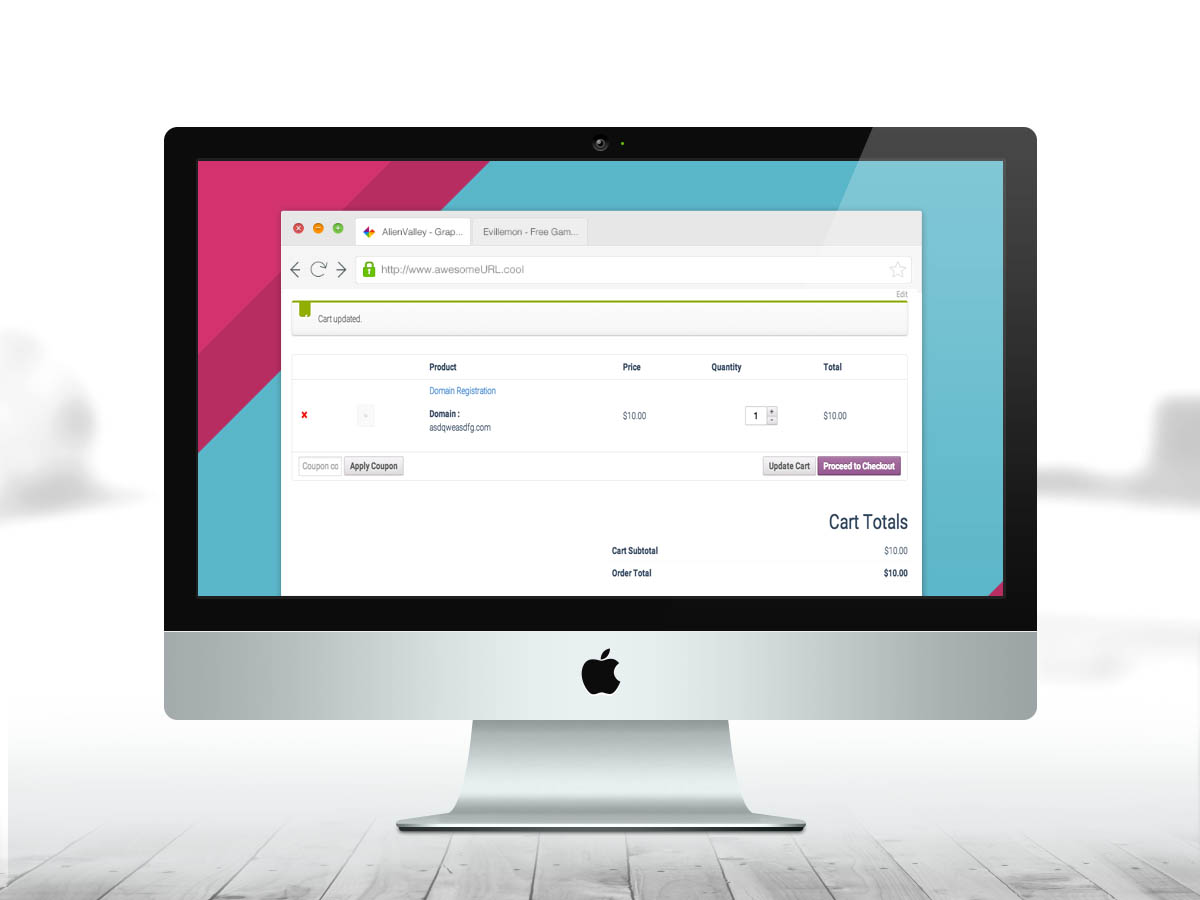 AlienValley - Grap...
Evillemon - Free Gam...
http://www.awesomeURL.cool
Edit
Cart updated.
Product Price Quantity Total
Domain Registration
Domain :
asdqweasdfg.com
$10.00 1 + - $10.00
Coupon co Apply Coupon Update Cart Proceed to Checkout
Cart Totals
Cart Subtotal $10.00
Order Total $10.00